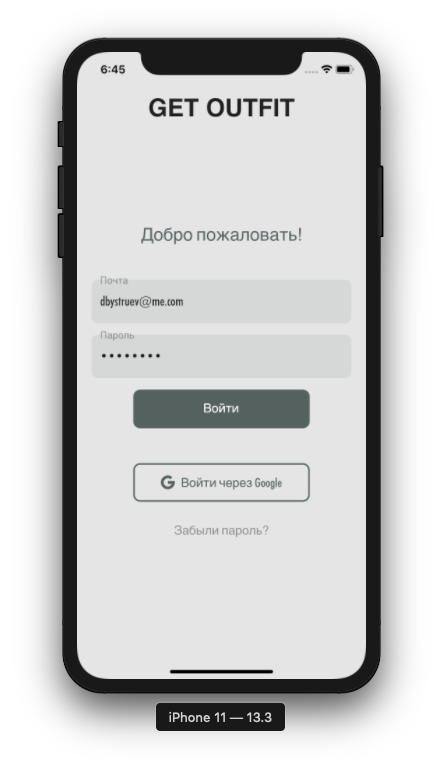 6:45
GET OUTFIT
Добро пожаловать!
Почта
dbystruev@me.com
Пароль
••••••••
Войти
G Войти через Google
Забыли пароль?
iPhone 11 — 13.3